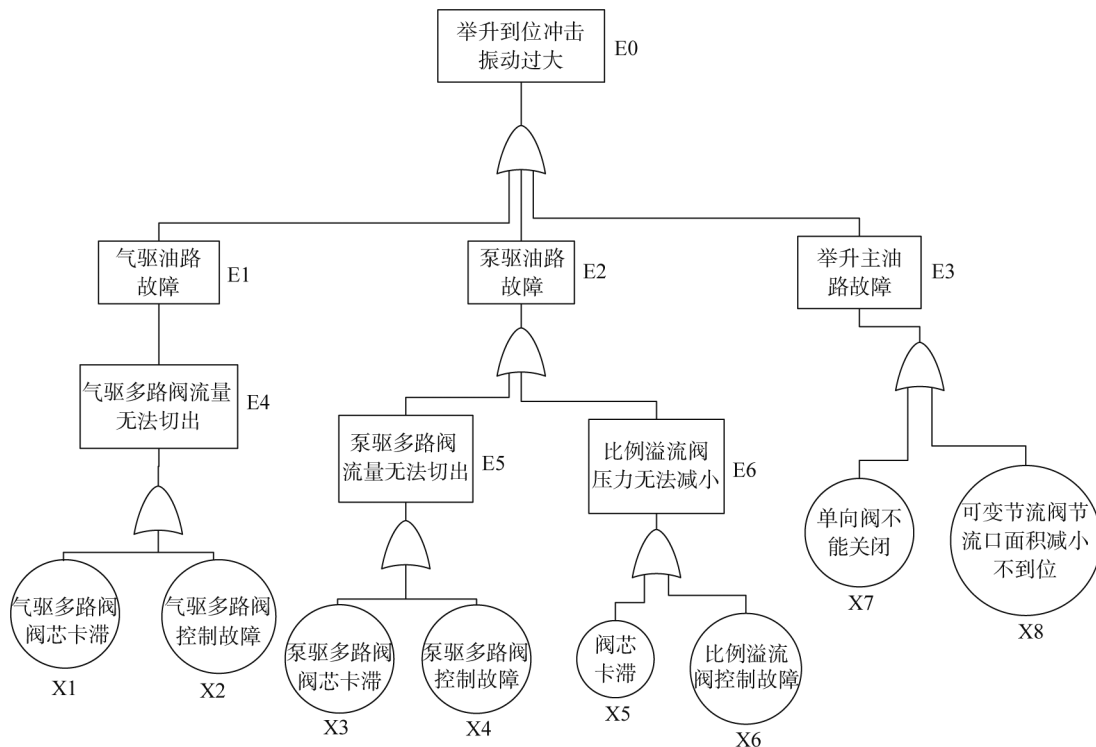 举升到位冲击
振动过大
E0
气驱油路
故障
E1
泵驱油路
故障
E2
举升主油
路故障
E3
气驱多路阀流量
无法切出
E4
泵驱多路阀
流量无法切出
E5
比例溢流阀
压力无法减小
E6
单向阀不
能关闭
X7
可变节流阀节
流口面积减小
不到位
X8
气驱多路阀
阀芯卡滞
X1
气驱多路阀
控制故障
X2
泵驱多路阀
阀芯卡滞
X3
泵驱多路阀
控制故障
X4
阀芯
卡滞
X5
比例溢流
阀控制故障
X6